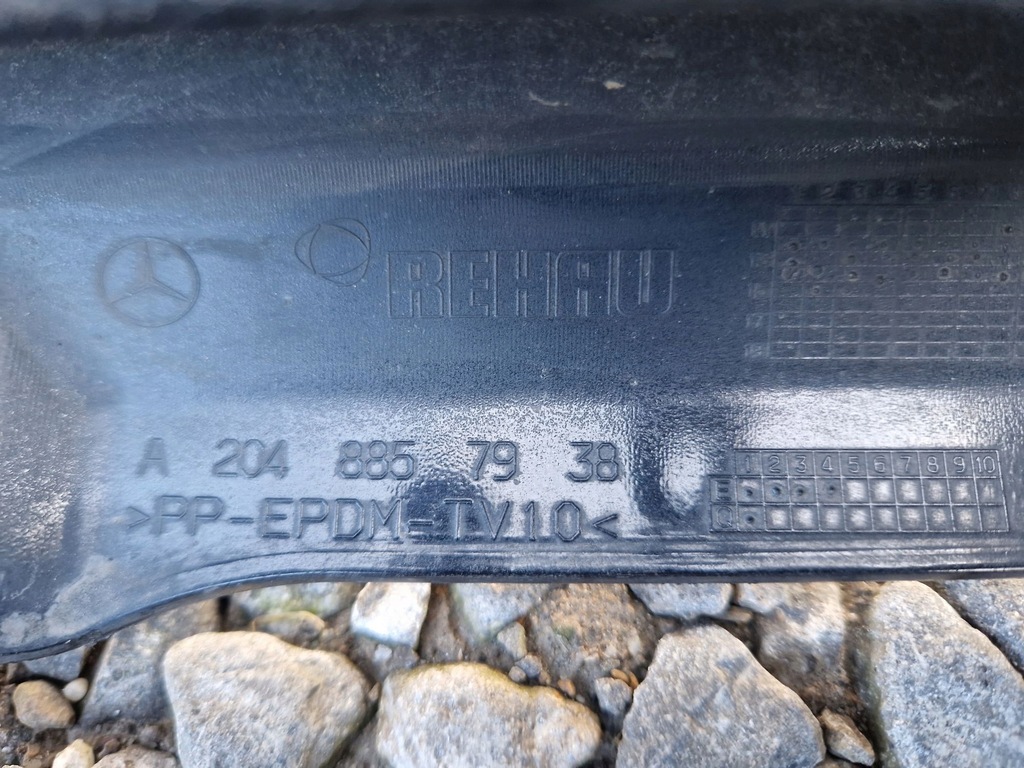 REHAU
A 204 885 79 38
>PP-EPDM-TV10<
1 2 3 4 5 6 7 8 9 10
E
Q